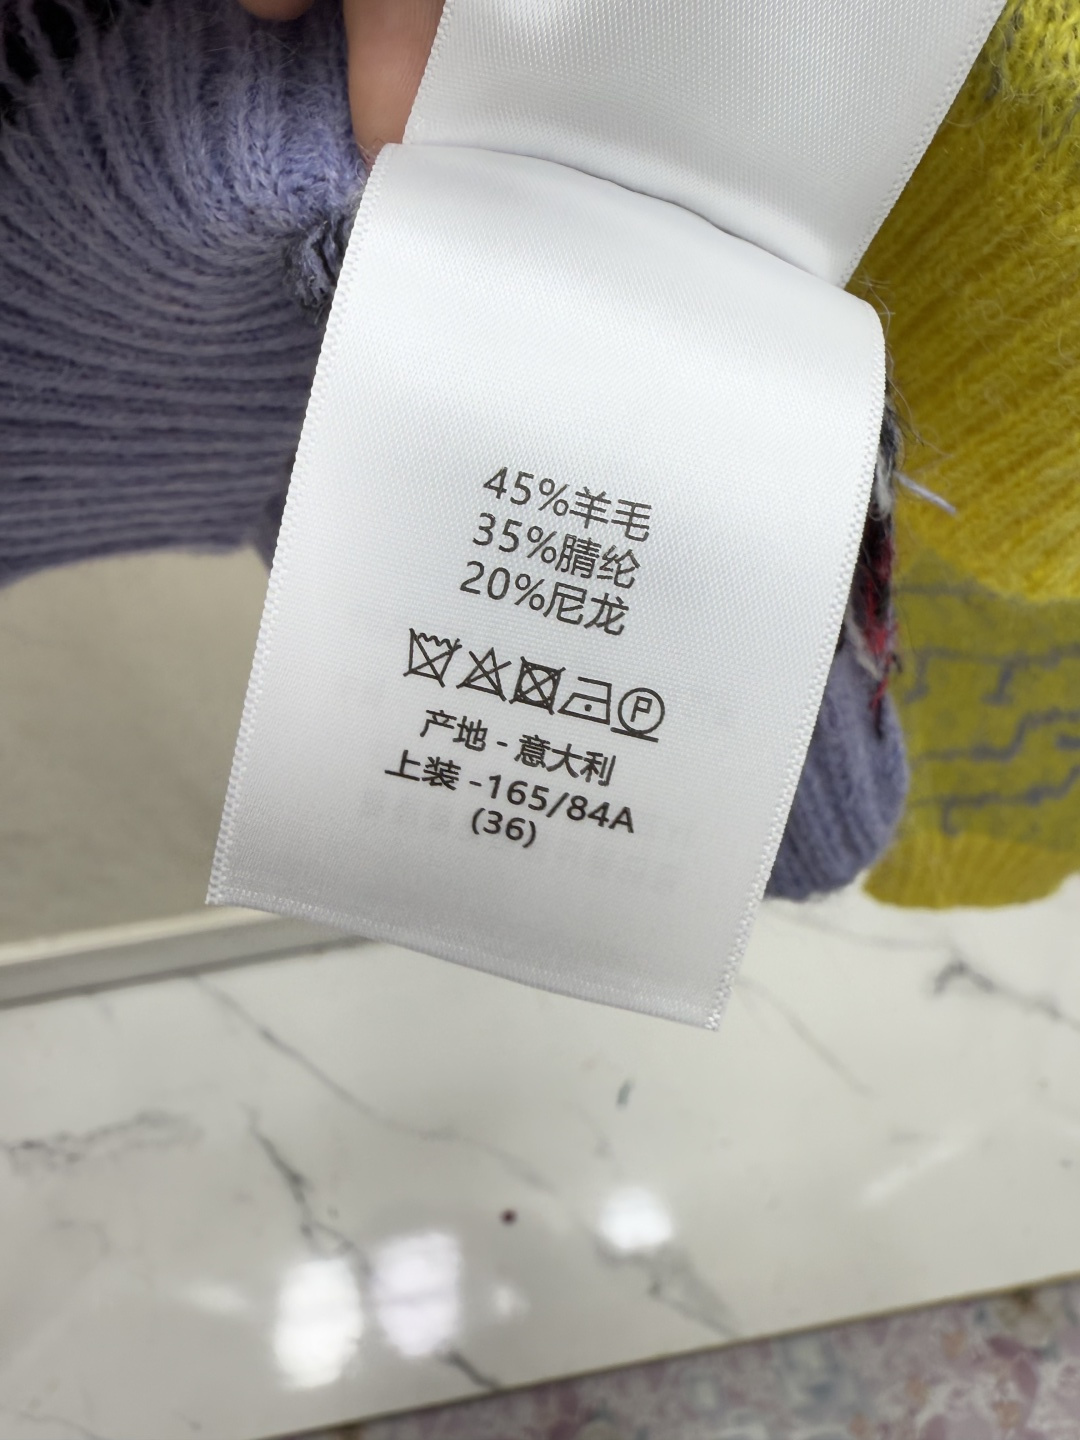 45%羊毛
35%腈纶
20%尼龙
P
产地 - 意大利
上装 -165/84A
(36)